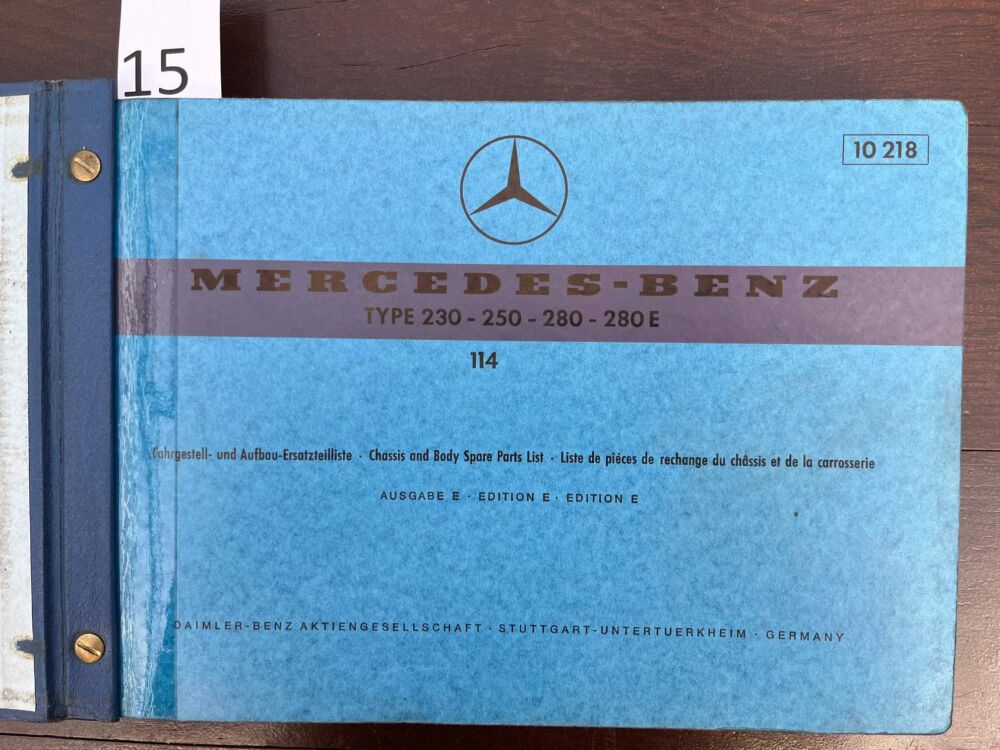 15
10 218
MERCEDES-BENZ
TYPE 230 - 250 - 280 - 280 E
114
Fahrgestell- und Aufbau-Ersatzteilliste · Chassis and Body Spare Parts List · Liste de pièces de rechange du châssis et de la carrosserie
AUSGABE E · EDITION E · EDITION E
DAIMLER-BENZ AKTIENGESELLSCHAFT · STUTTGART-UNTERTUERKHEIM · GERMANY